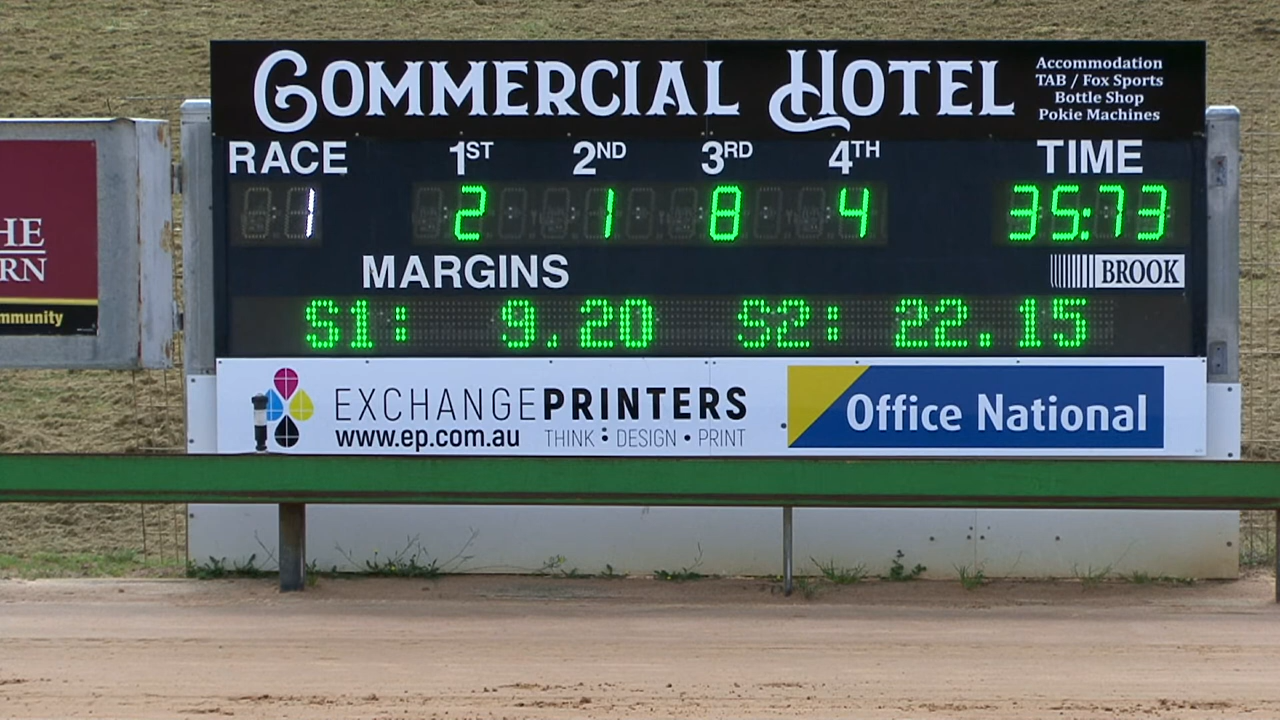 COMMERCIAL HOTEL
Accommodation
TAB / Fox Sports
Bottle Shop
Pokie Machines
RACE 1ST 2ND 3RD 4TH TIME
1 2 1 8 4 35:73
MARGINS
BROOK
S1: 9.20 S2: 22.15
HE
RN
mmunity
EXCHANGEPRINTERS
www.ep.com.au THINK : DESIGN • PRINT
Office National